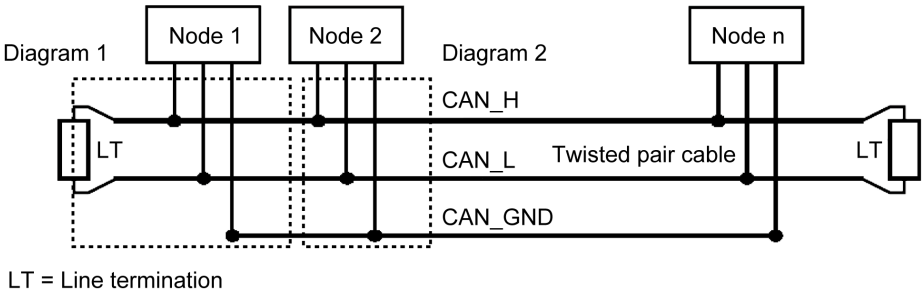 Node 1
Node 2
Node n
Diagram 1
Diagram 2
CAN_H
LT
CAN_L
Twisted pair cable
LT
CAN_GND
LT = Line termination